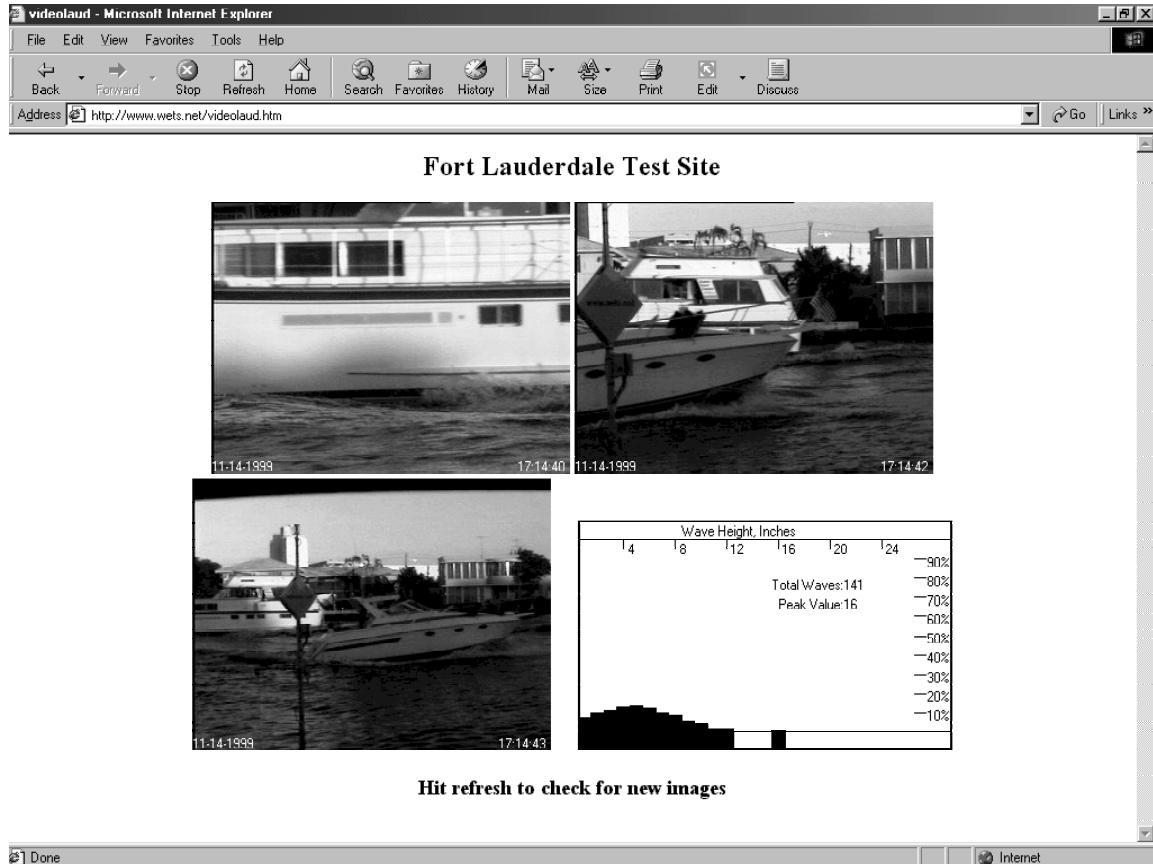 videolaud - Microsoft Internet Explorer
File Edit View Favorites Tools Help
Back Forward Stop Refresh Home Search Favorites History Mail Size Print Edit Discuss
Address http://www.wets.net/videolaud.htm Go Links »
Fort Lauderdale Test Site
www.wets.net
11-14-1999 17:14:40
11-14-1999 17:14:42
11-14-1999 17:14:43
Wave Height, Inches
4 8 12 16 20 24
Total Waves:141
Peak Value:16
90%
80%
70%
60%
50%
40%
30%
20%
10%
Hit refresh to check for new images
Done Internet